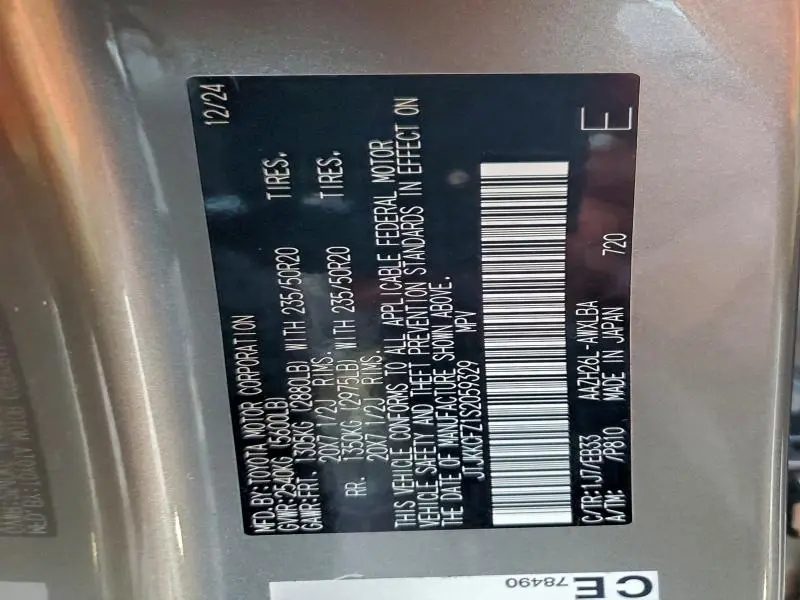 MFD.BY:TOYOTA MOTOR CORPORATION 12/24
GVWR:2540KG (5600LB)
GAWR:FRT. 1305KG (2880LB) WITH 235/50R20 TIRES,
20X7 1/2J RIMS.
RR. 1350KG (2975LB) WITH 235/50R20 TIRES,
20X7 1/2J RIMS.
THIS VEHICLE CONFORMS TO ALL APPLICABLE FEDERAL MOTOR
VEHICLE SAFETY AND THEFT PREVENTION STANDARDS IN EFFECT ON
THE DATE OF MANUFACTURE SHOWN ABOVE.
JTJKKCFZ1S2059329 MPV
C/TR:1J7/EB33 AAZH26L-AWXLBA
A/TM: /P810 MADE IN JAPAN 720
E
CE
78490